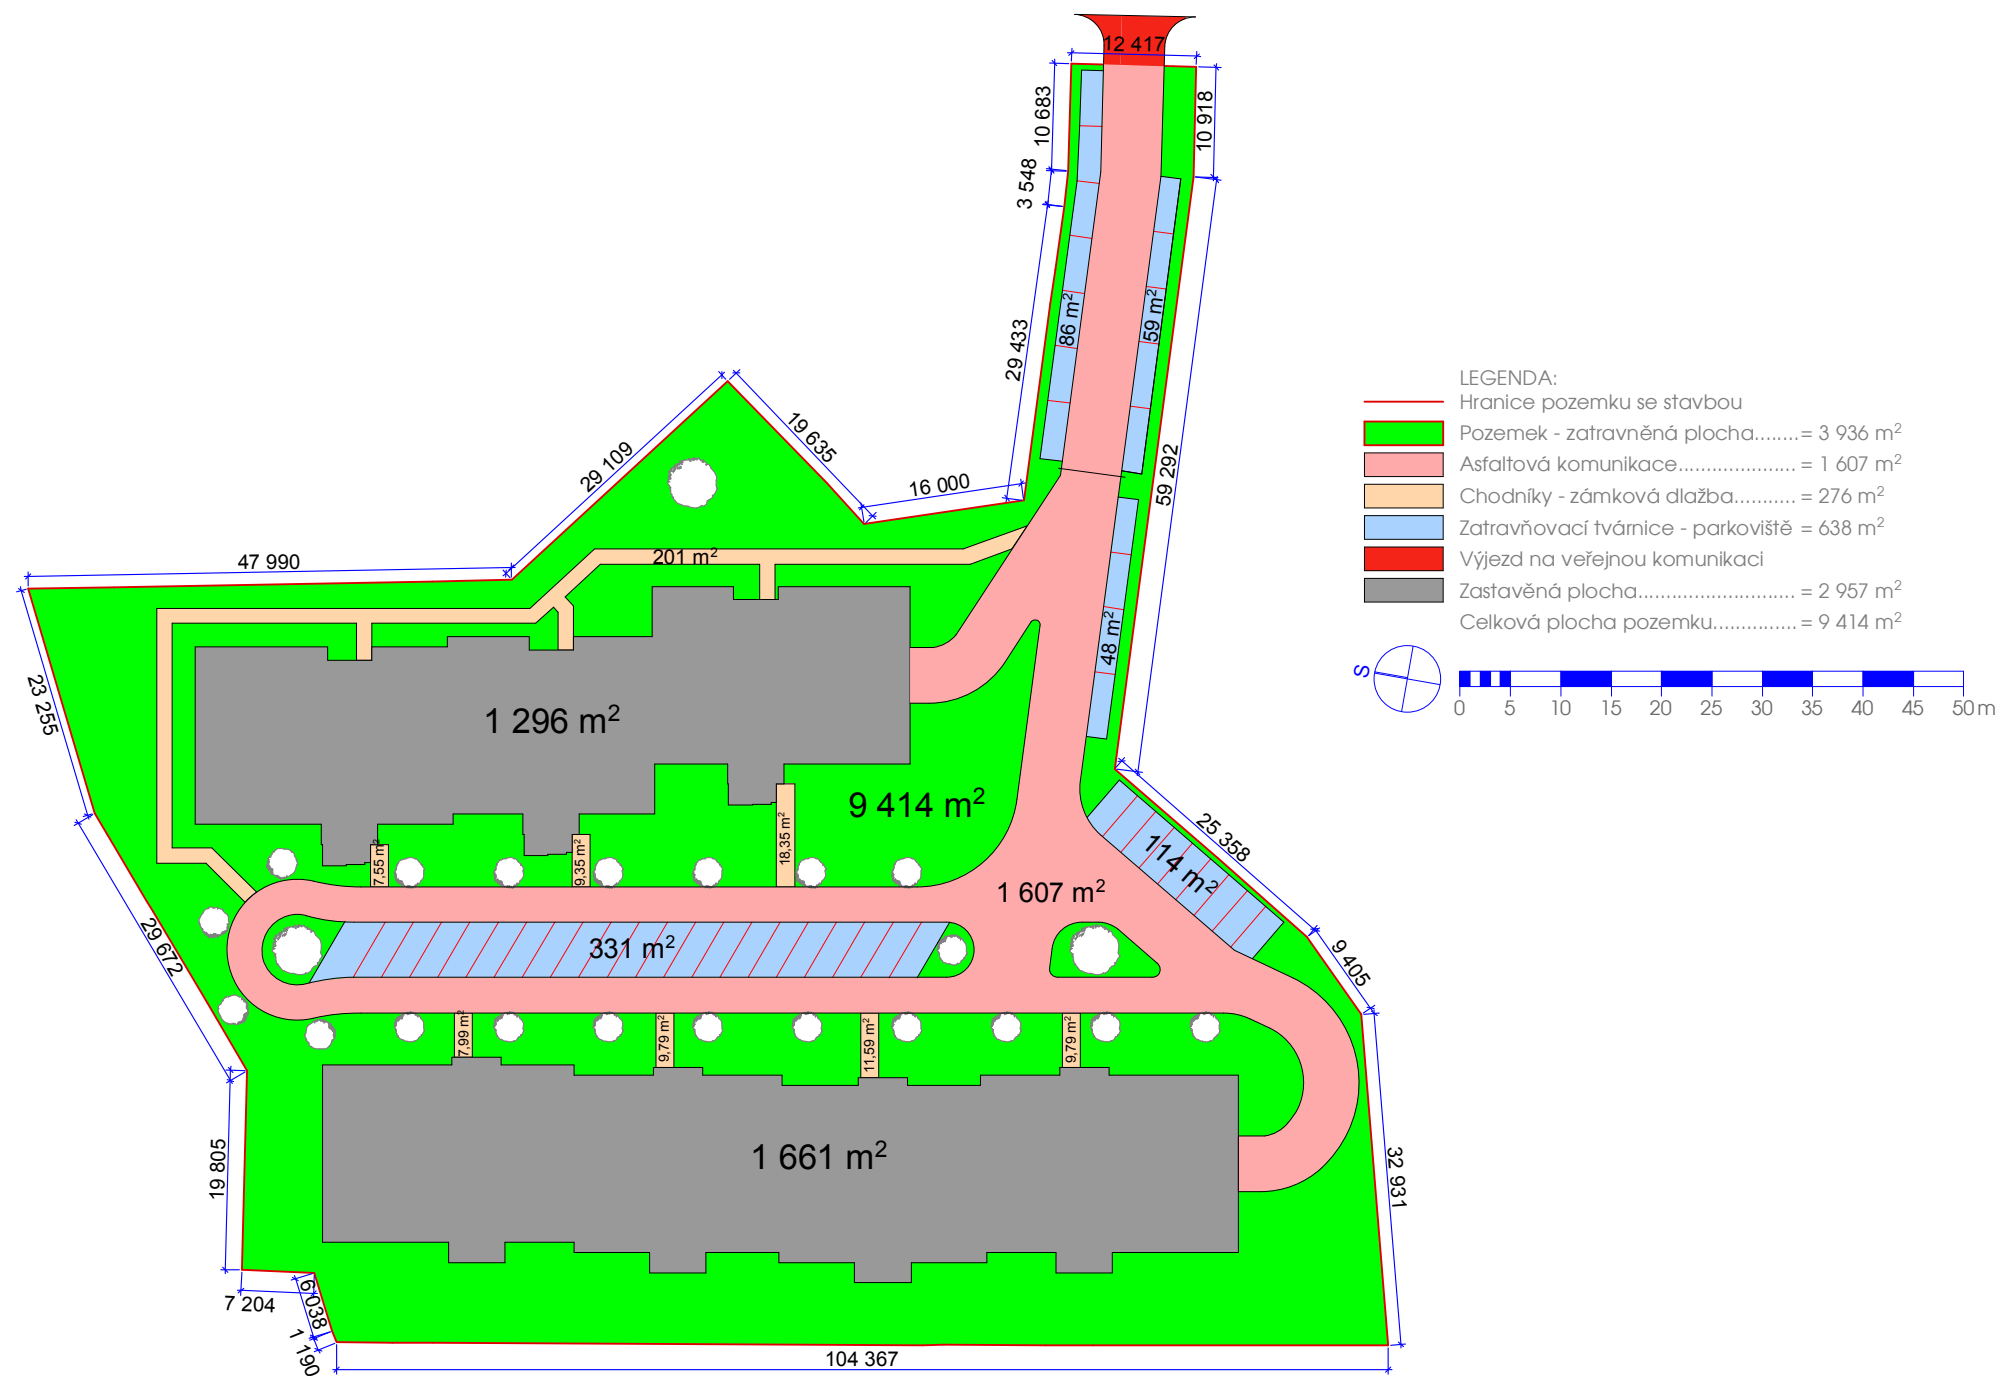 12 417
10 683
10 918
3 548
86 m²
59 m²
29 433
LEGENDA:
Hranice pozemku se stavbou
Pozemek - zatravněná plocha........= 3 936 m²
Asfaltová komunikace..................... = 1 607 m²
Chodníky - zámková dlažba........... = 276 m²
Zatravňovací tvárnice - parkoviště = 638 m²
Výjezd na veřejnou komunikaci
Zastavěná plocha............................ = 2 957 m²
Celková plocha pozemku............... = 9 414 m²
S
0 5 10 15 20 25 30 35 40 45 50 m
19 635
29 109
16 000
59 292
47 990
201 m²
48 m²
23 255
1 296 m²
9 414 m²
25 358
114 m²
7,55 m²
9,35 m²
18,35 m²
1 607 m²
29 672
331 m²
9 405
7,99 m²
9,79 m²
11,59 m²
9,79 m²
19 805
1 661 m²
32 931
7 204
6 038
1 190
104 367